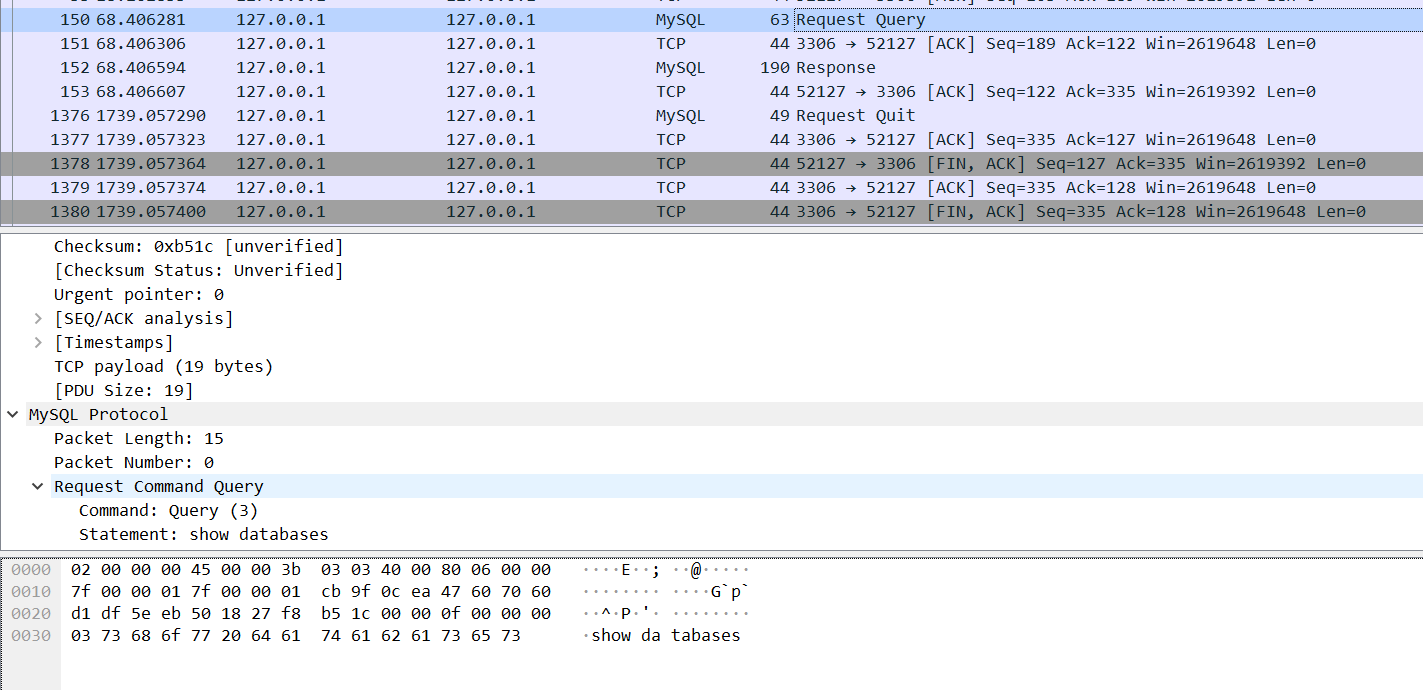 150 68.406281 127.0.0.1 127.0.0.1 MySQL 63 Request Query
151 68.406306 127.0.0.1 127.0.0.1 TCP 44 3306 → 52127 [ACK] Seq=189 Ack=122 Win=2619648 Len=0
152 68.406594 127.0.0.1 127.0.0.1 MySQL 190 Response
153 68.406607 127.0.0.1 127.0.0.1 TCP 44 52127 → 3306 [ACK] Seq=122 Ack=335 Win=2619392 Len=0
1376 1739.057290 127.0.0.1 127.0.0.1 MySQL 49 Request Quit
1377 1739.057323 127.0.0.1 127.0.0.1 TCP 44 3306 → 52127 [ACK] Seq=335 Ack=127 Win=2619648 Len=0
1378 1739.057364 127.0.0.1 127.0.0.1 TCP 44 52127 → 3306 [FIN, ACK] Seq=127 Ack=335 Win=2619392 Len=0
1379 1739.057374 127.0.0.1 127.0.0.1 TCP 44 3306 → 52127 [ACK] Seq=335 Ack=128 Win=2619648 Len=0
1380 1739.057400 127.0.0.1 127.0.0.1 TCP 44 3306 → 52127 [FIN, ACK] Seq=335 Ack=128 Win=2619648 Len=0
Checksum: 0xb51c [unverified]
[Checksum Status: Unverified]
Urgent pointer: 0
[SEQ/ACK analysis]
[Timestamps]
TCP payload (19 bytes)
[PDU Size: 19]
MySQL Protocol
Packet Length: 15
Packet Number: 0
Request Command Query
Command: Query (3)
Statement: show databases
0000 02 00 00 00 45 00 00 3b 03 03 40 00 80 06 00 00 ····E··; ··@·····
0010 7f 00 00 01 7f 00 00 01 cb 9f 0c ea 47 60 70 60 ········ ····G`p`
0020 d1 df 5e eb 50 18 27 f8 b5 1c 00 00 0f 00 00 00 ··^·P·'· ········
0030 03 73 68 6f 77 20 64 61 74 61 62 61 73 65 73 ·show da tabases